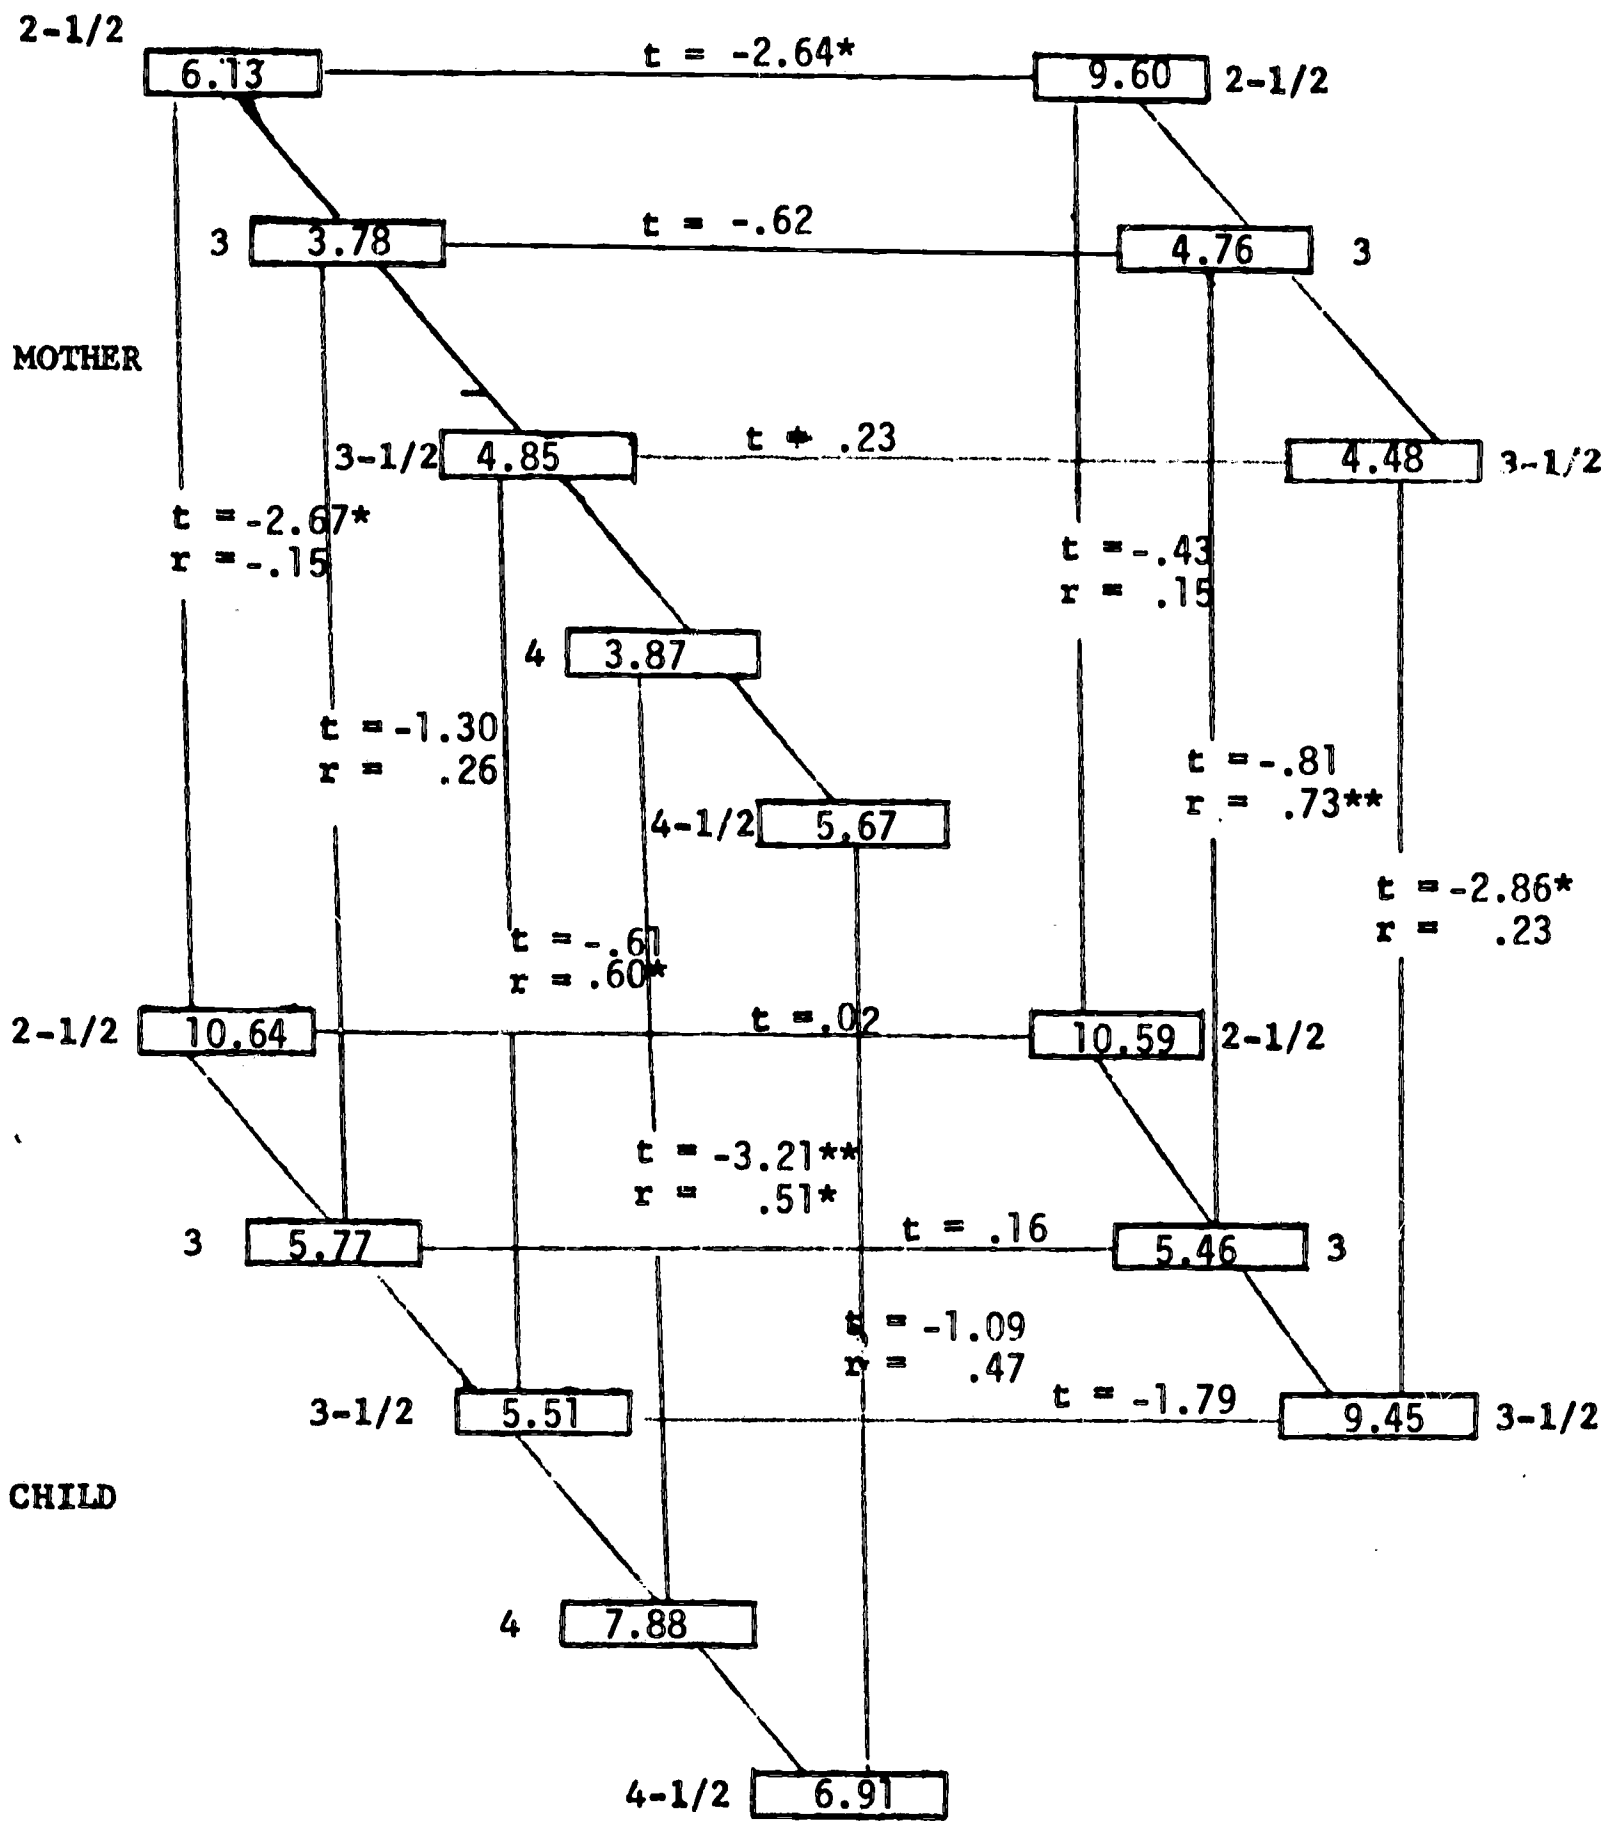 2-1/2
6.13
t = -2.64*
9.60
2-1/2
3
3.78
t = -.62
4.76
3
MOTHER
3-1/2
4.85
t = .23
4.48
3-1/2
t = -2.67*
r = -.15
t = -.43
r = .15
4
3.87
t = -1.30
r = .26
t = -.81
r = .73**
4-1/2
5.67
t = -2.86*
r = .23
t = -.61
r = .60*
2-1/2
10.64
t = .02
10.59
2-1/2
t = -3.21**
r = .51*
3
5.77
t = .16
5.46
3
t = -1.09
r = .47
3-1/2
5.51
t = -1.79
9.45
3-1/2
CHILD
4
7.88
4-1/2
6.91